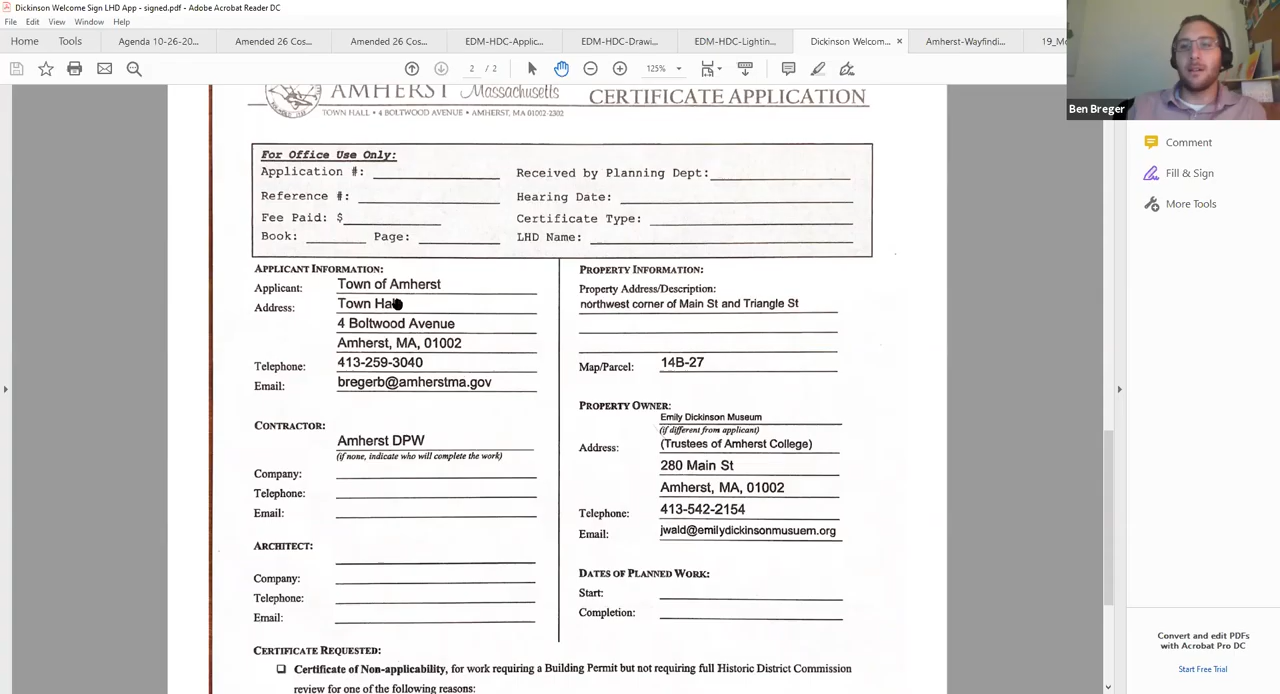 Dickinson Welcome Sign LHD App - signed.pdf - Adobe Acrobat Reader DC
File Edit View Window Help
Home Tools Agenda 10-26-20... Amended 26 Cos... Amended 26 Cos... EDM-HDC-Applic... EDM-HDC-Drawi... EDM-HDC-Lightin... Dickinson Welcom... × Amherst-Wayfindi...
2 / 2 125%
Ben Breger
AMHERST Massachusetts CERTIFICATE APPLICATION
TOWN HALL • 4 BOLTWOOD AVENUE • AMHERST, MA 01002-2302
For Office Use Only:
Application #: Received by Planning Dept:
Reference #: Hearing Date:
Fee Paid: $ Certificate Type:
Book: Page: LHD Name:
APPLICANT INFORMATION:
Applicant: Town of Amherst
Address: Town Hall
4 Boltwood Avenue
Amherst, MA, 01002
Telephone: 413-259-3040
Email: bregerb@amherstma.gov
CONTRACTOR:
Amherst DPW
(if none, indicate who will complete the work)
Company:
Telephone:
Email:
ARCHITECT:
Company:
Telephone:
Email:
PROPERTY INFORMATION:
Property Address/Description:
northwest corner of Main St and Triangle St
Map/Parcel: 14B-27
PROPERTY OWNER:
Emily Dickinson Museum
(if different from applicant)
Address: (Trustees of Amherst College)
280 Main St
Amherst, MA, 01002
Telephone: 413-542-2154
Email: jwald@emilydickinsonmusuem.org
DATES OF PLANNED WORK:
Start:
Completion:
CERTIFICATE REQUESTED:
Certificate of Non-applicability, for work requiring a Building Permit but not requiring full Historic District Commission
review for one of the following reasons:
Comment
Fill & Sign
More Tools
Convert and edit PDFs
with Acrobat Pro DC
Start Free Trial